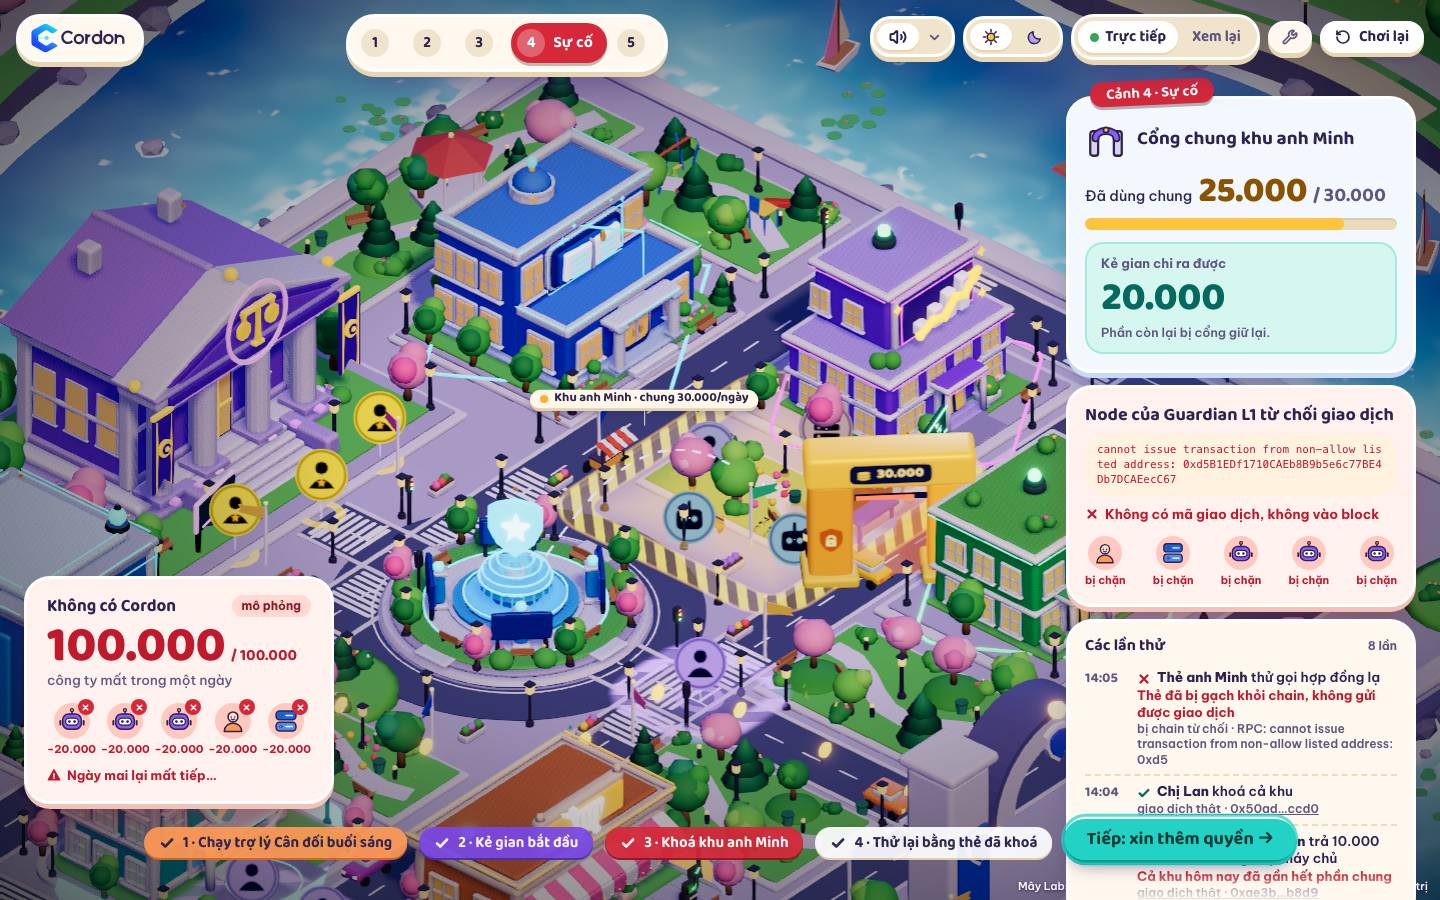 Cordon
1
2
3
4 Sự cố
5
Trực tiếp
Xem lại
Chơi lại
Cảnh 4 · Sự cố
Cổng chung khu anh Minh
Đã dùng chung 25.000 / 30.000
Kẻ gian chỉ ra được
20.000
Phần còn lại bị cổng giữ lại.
Khu anh Minh · chung 30.000/ngày
30.000
Node của Guardian L1 từ chối giao dịch
cannot issue transaction from non-allow lis
ted address: 0xd5B1EDf1710CAEb8B9b5e6c77BE4
Db7DCAEecC67
Không có mã giao dịch, không vào block
bị chặn
bị chặn
bị chặn
bị chặn
bị chặn
Không có Cordon
mô phỏng
100.000 / 100.000
công ty mất trong một ngày
-20.000
-20.000
-20.000
-20.000
-20.000
Ngày mai lại mất tiếp...
Các lần thử
8 lần
14:05
Thẻ anh Minh thử gọi hợp đồng lạ
Thẻ đã bị gạch khỏi chain, không gửi
được giao dịch
bị chain từ chối · RPC: cannot issue
transaction from non-allow listed address:
0xd5
14:04
Chị Lan khoá cả khu
giao dịch thật · 0x50ad...ccd0
n trả 10.000
máy chủ
Cả khu hôm nay đã gần hết phần chung
giao dịch thật · 0xae3b...b8d9
1 · Chạy trợ lý Cân đối buổi sáng
2 · Kẻ gian bắt đầu
3 · Khoá khu anh Minh
4 · Thử lại bằng thẻ đã khoá
Tiếp: xin thêm quyền →
Mây Lab
trị